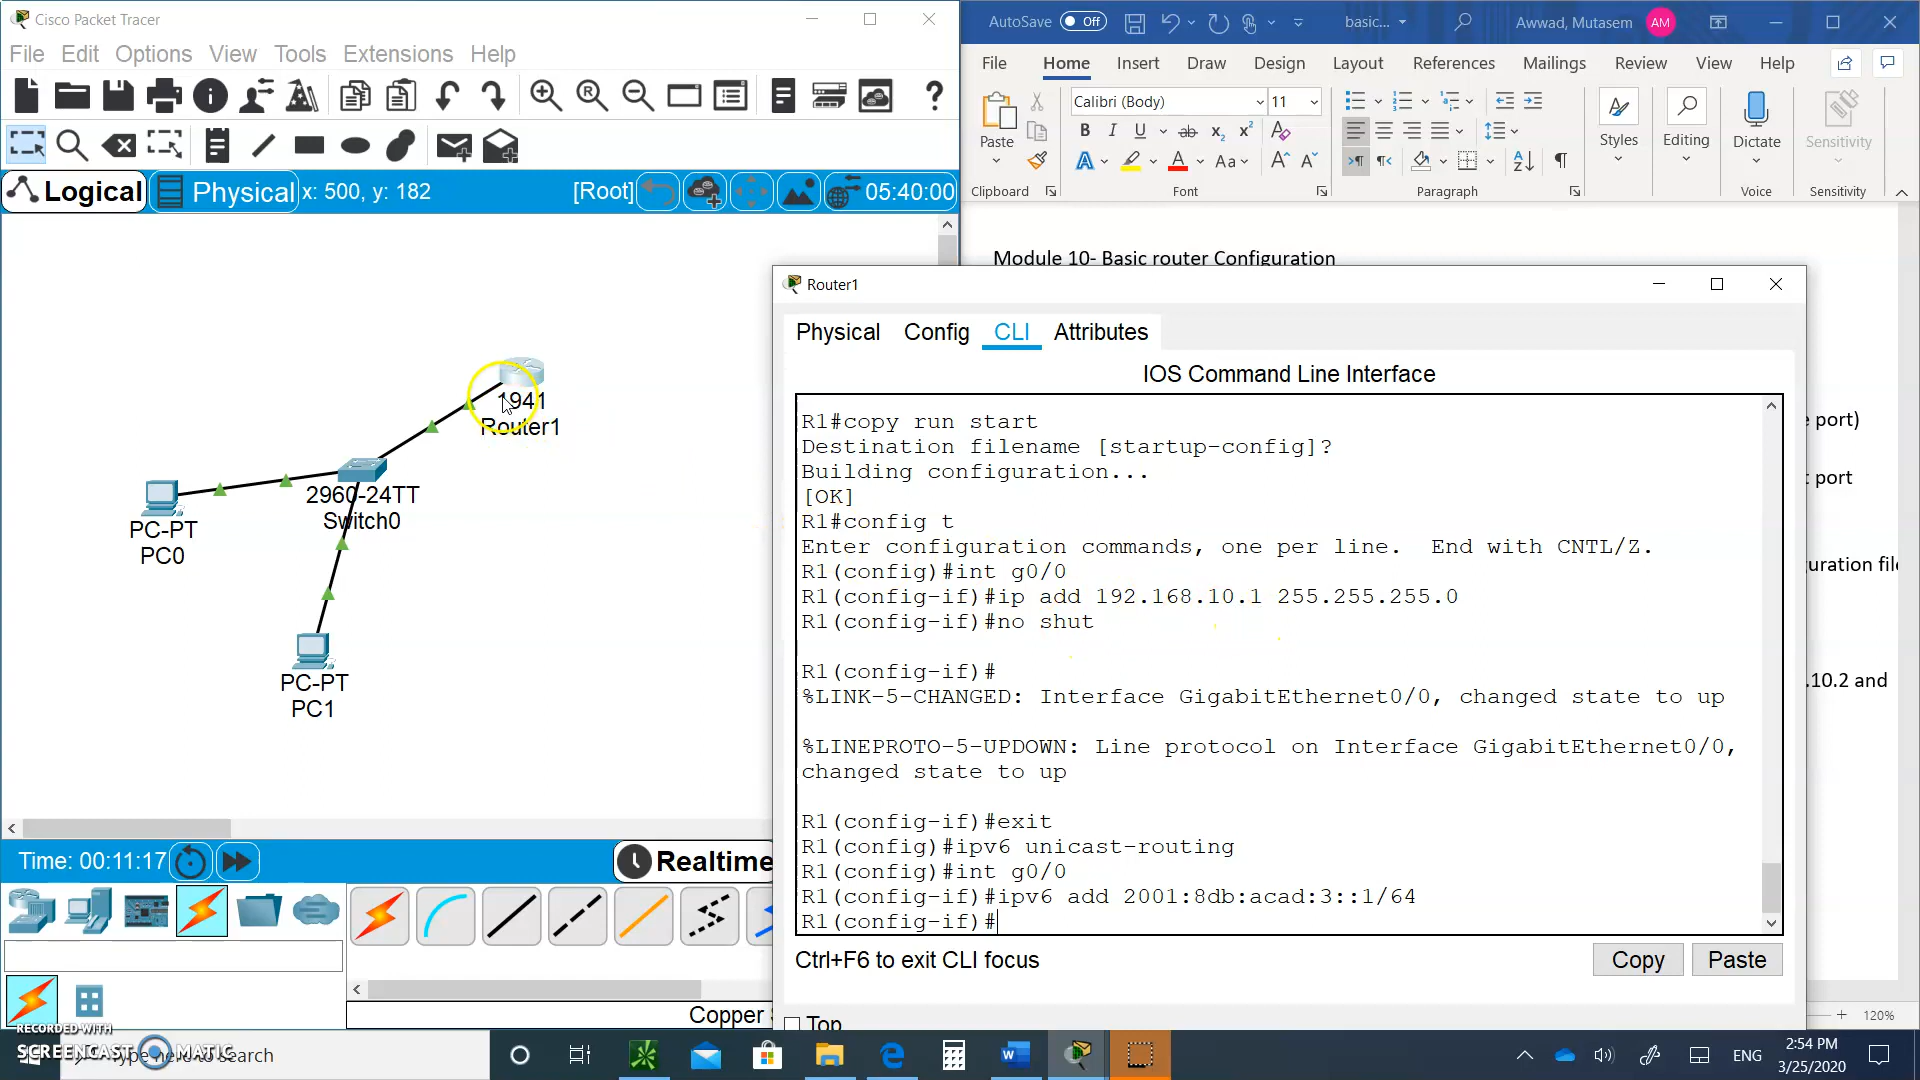 Cisco Packet Tracer
File Edit Options View Tools Extensions Help
Logical Physical x: 500, y: 182 [Root] 05:40:00
1941
Router1
2960-24TT
Switch0
PC-PT
PC0
PC-PT
PC1
Time: 00:11:17 Realtime
Copper
AutoSave Off basic... Awwad, Mutasem AM
File Home Insert Draw Design Layout References Mailings Review View Help
Calibri (Body) 11
Paste Styles Editing Dictate Sensitivity
Clipboard Font Paragraph Voice Sensitivity
Module 10- Basic router Configuration
port)
port
uration file
.10.2 and
Router1
Physical Config CLI Attributes
IOS Command Line Interface
R1#copy run start
Destination filename [startup-config]?
Building configuration...
[OK]
R1#config t
Enter configuration commands, one per line. End with CNTL/Z.
R1(config)#int g0/0
R1(config-if)#ip add 192.168.10.1 255.255.255.0
R1(config-if)#no shut
R1(config-if)#
%LINK-5-CHANGED: Interface GigabitEthernet0/0, changed state to up
%LINEPROTO-5-UPDOWN: Line protocol on Interface GigabitEthernet0/0,
changed state to up
R1(config-if)#exit
R1(config)#ipv6 unicast-routing
R1(config)#int g0/0
R1(config-if)#ipv6 add 2001:8db:acad:3::1/64
R1(config-if)#
Ctrl+F6 to exit CLI focus Copy Paste
Top
120%
RECORDED WITH
SCREENCAST MATIC
Type here to search
ENG
2:54 PM
3/25/2020